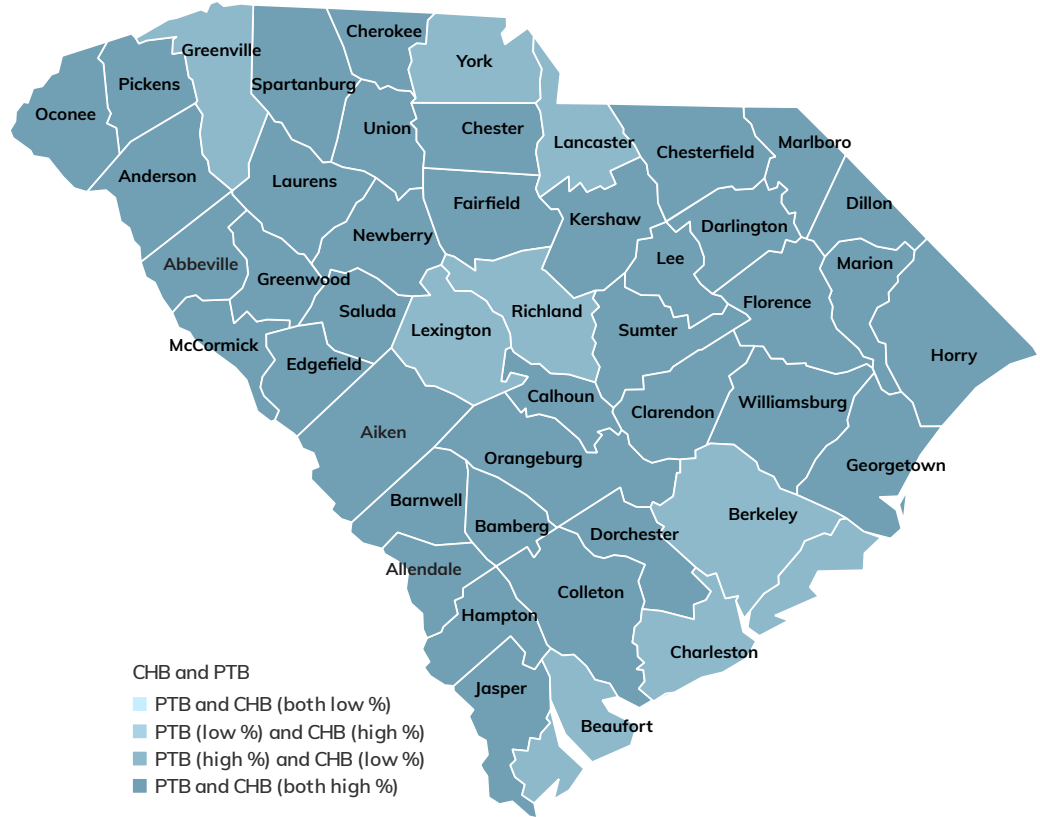 Cherokee
Greenville
York
Pickens
Spartanburg
Oconee
Union
Chester
Lancaster
Marlboro
Chesterfield
Anderson
Laurens
Fairfield
Dillon
Kershaw
Darlington
Newberry
Abbeville
Lee
Marion
Greenwood
Florence
Saluda
Richland
Lexington
Sumter
McCormick
Horry
Edgefield
Calhoun
Williamsburg
Clarendon
Aiken
Orangeburg
Georgetown
Barnwell
Berkeley
Bamberg
Dorchester
Allendale
Colleton
Hampton
Charleston
Jasper
Beaufort
CHB and PTB
PTB and CHB (both low %)
PTB (low %) and CHB (high %)
PTB (high %) and CHB (low %)
PTB and CHB (both high %)